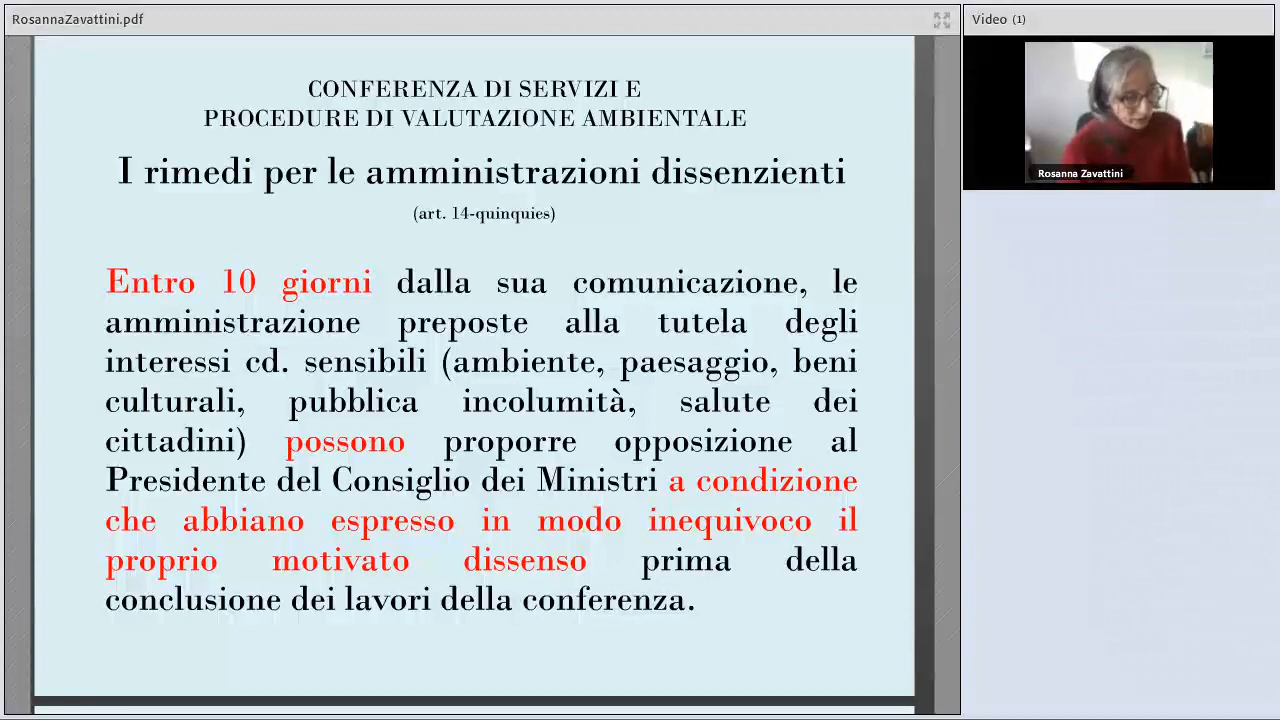 RosannaZavattini.pdf
Video (1)
Rosanna Zavattini
CONFERENZA DI SERVIZI E
PROCEDURE DI VALUTAZIONE AMBIENTALE
I rimedi per le amministrazioni dissenzienti
(art. 14-quinquies)
Entro 10 giorni dalla sua comunicazione, le
amministrazione preposte alla tutela degli
interessi cd. sensibili (ambiente, paesaggio, beni
culturali, pubblica incolumità, salute dei
cittadini) possono proporre opposizione al
Presidente del Consiglio dei Ministri a condizione
che abbiano espresso in modo inequivoco il
proprio motivato dissenso prima della
conclusione dei lavori della conferenza.